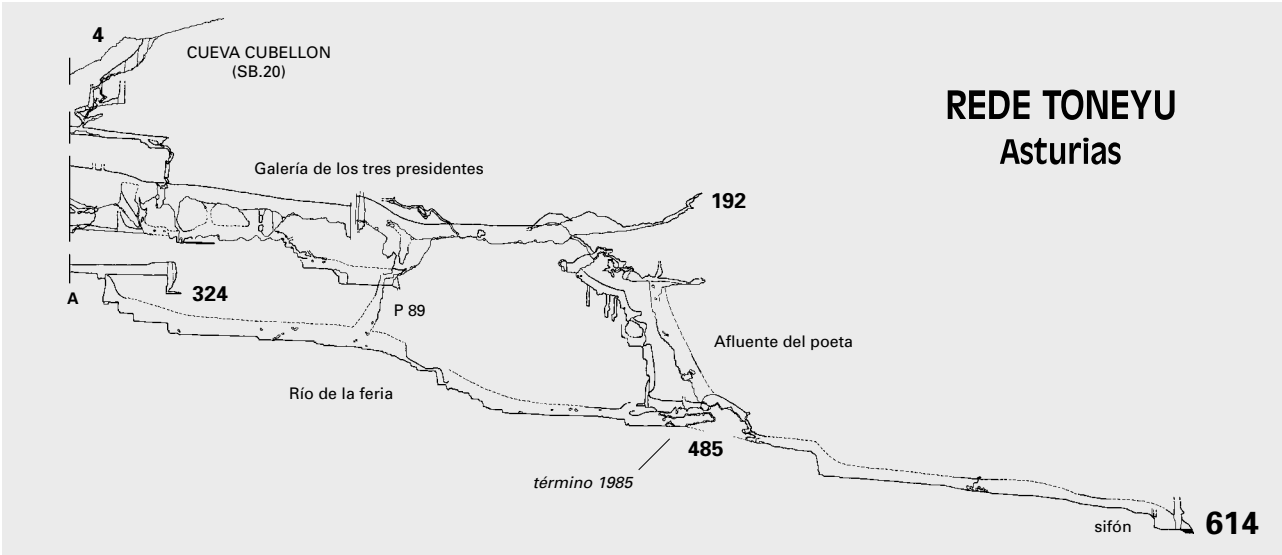 4
CUEVA CUBELLON
(SB.20)
REDE TONEYU
Asturias
Galería de los tres presidentes
192
324
A
P 89
Afluente del poeta
Río de la feria
485
término 1985
sifón
614